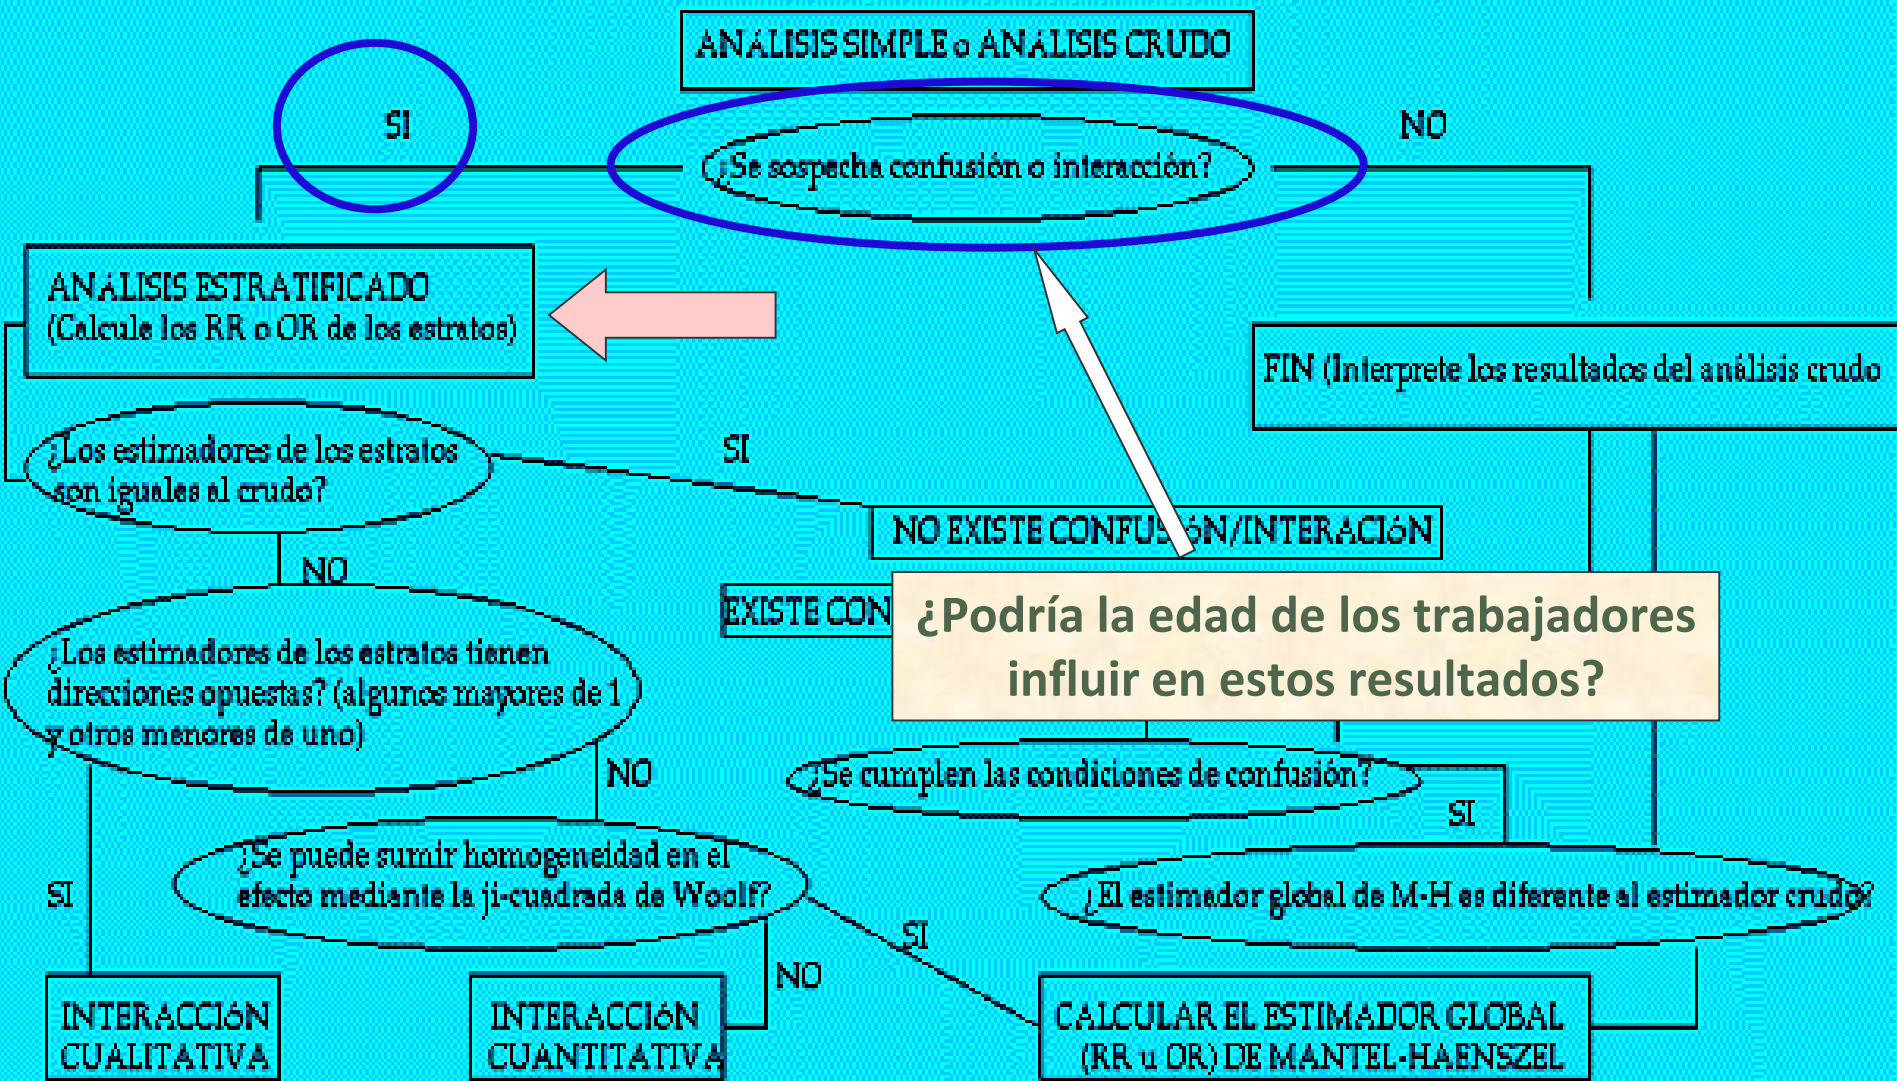 ANÁLISIS SIMPLE o ANÁLISIS CRUDO
SI
NO
¿Se sospecha confusión o interacción?
ANÁLISIS ESTRATIFICADO
(Calcule los RR o OR de los estratos)
FIN (Interprete los resultados del análisis crudo
¿Los estimadores de los estratos
son iguales al crudo?
SI
NO EXISTE CONFUSIÓN/INTERACIÓN
NO
EXISTE CON
¿Podría la edad de los trabajadores
influir en estos resultados?
¿Los estimadores de los estratos tienen
direcciones opuestas? (algunos mayores de 1
y otros menores de uno)
NO
¿Se cumplen las condiciones de confusión?
SI
¿Se puede sumir homogeneidad en el
efecto mediante la ji-cuadrada de Woolf?
SI
¿El estimador global de M-H es diferente al estimador crudo?
SI
NO
INTERACCIÓN
CUALITATIVA
INTERACCIÓN
CUANTITATIVA
CALCULAR EL ESTIMADOR GLOBAL
(RR u OR) DE MANTEL-HAENSZEL